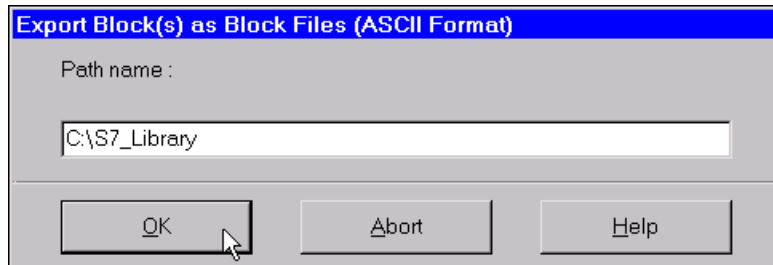 Export Block(s) as Block Files (ASCII Format)
Path name :
C:\S7_Library
OK Abort Help